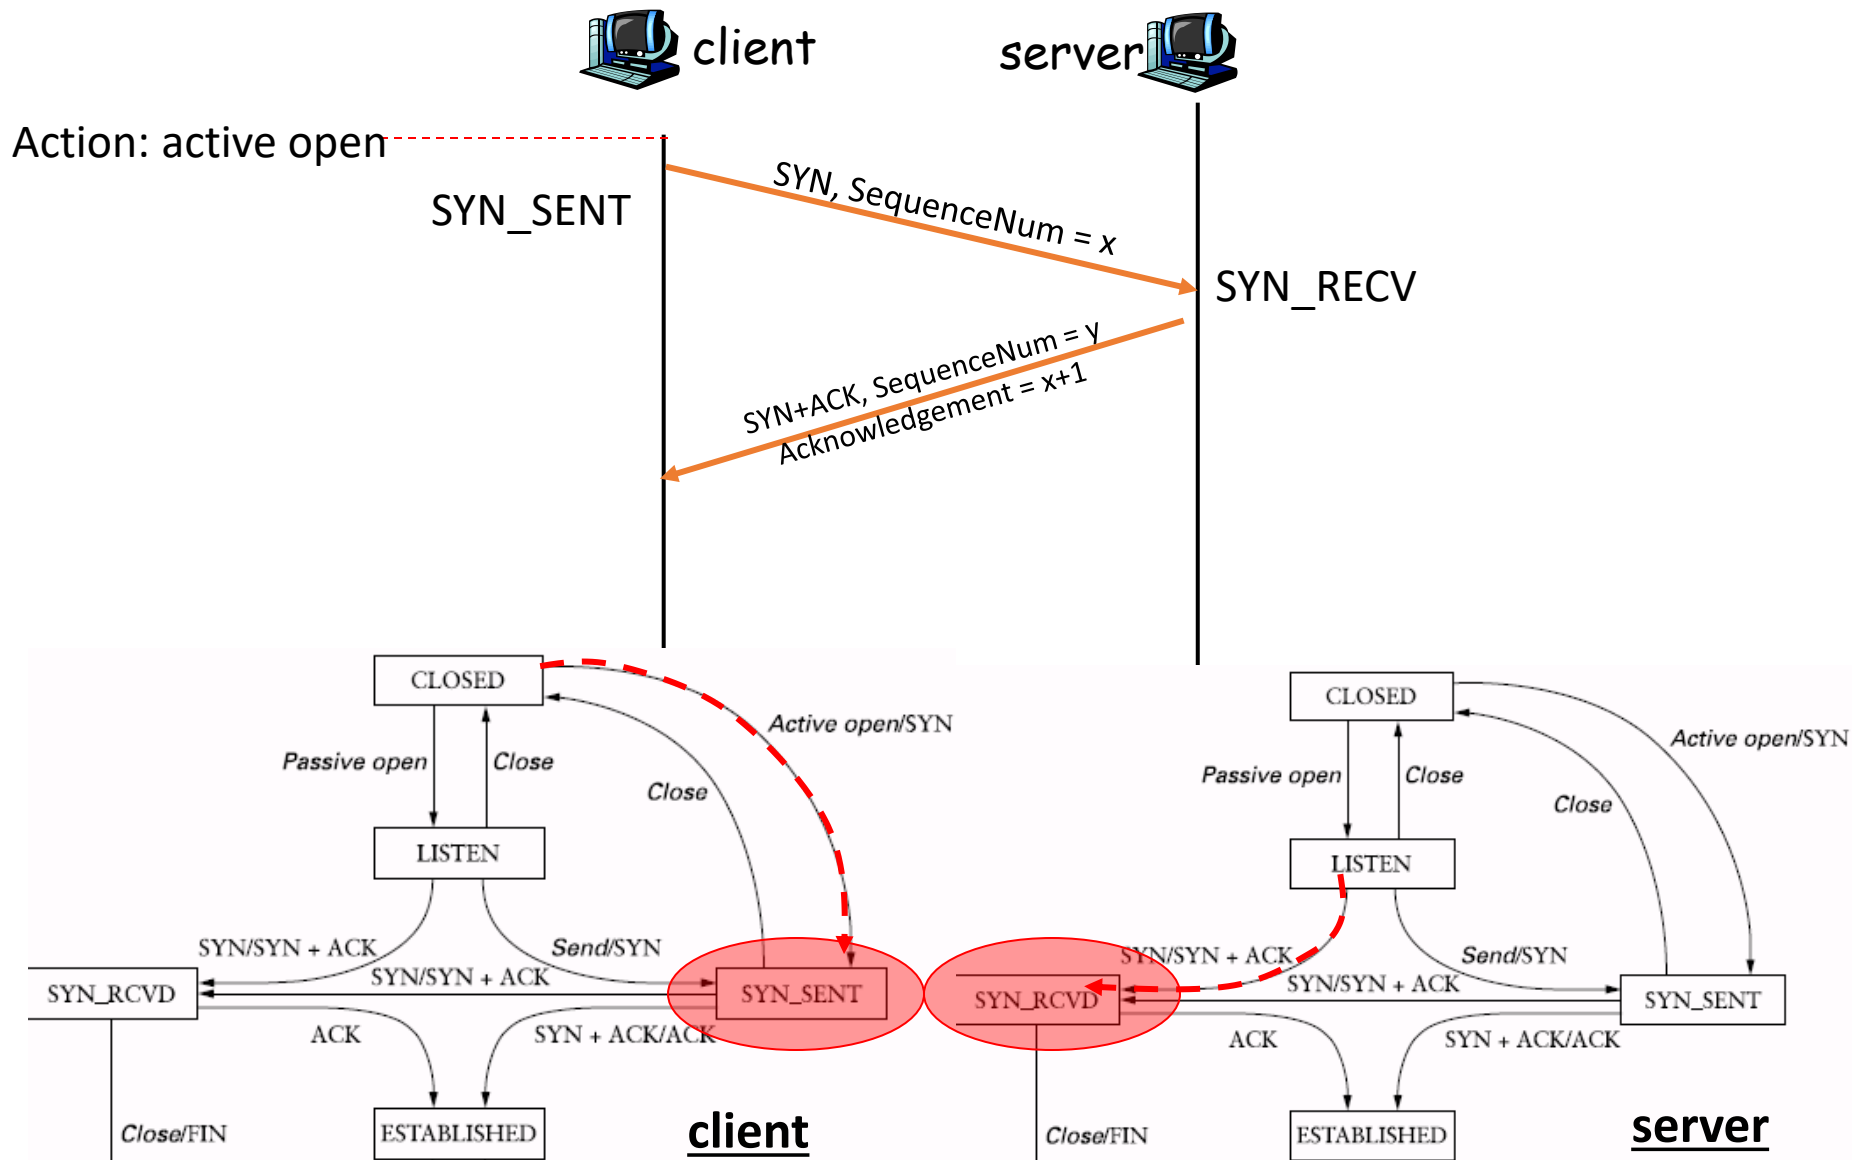 client
server
Action: active open
SYN, SequenceNum = x
SYN_SENT
SYN_RECV
SYN+ACK, SequenceNum = y
Acknowledgement = x+1
CLOSED
Active open/SYN
Passive open
Close
Close
LISTEN
SYN/SYN + ACK
Send/SYN
SYN/SYN + ACK
SYN_RCVD
SYN_SENT
ACK
SYN + ACK/ACK
Close/FIN
ESTABLISHED
client
CLOSED
Active open/SYN
Passive open
Close
Close
LISTEN
SYN/SYN + ACK
Send/SYN
SYN/SYN + ACK
SYN_RCVD
SYN_SENT
ACK
SYN + ACK/ACK
Close/FIN
ESTABLISHED
server